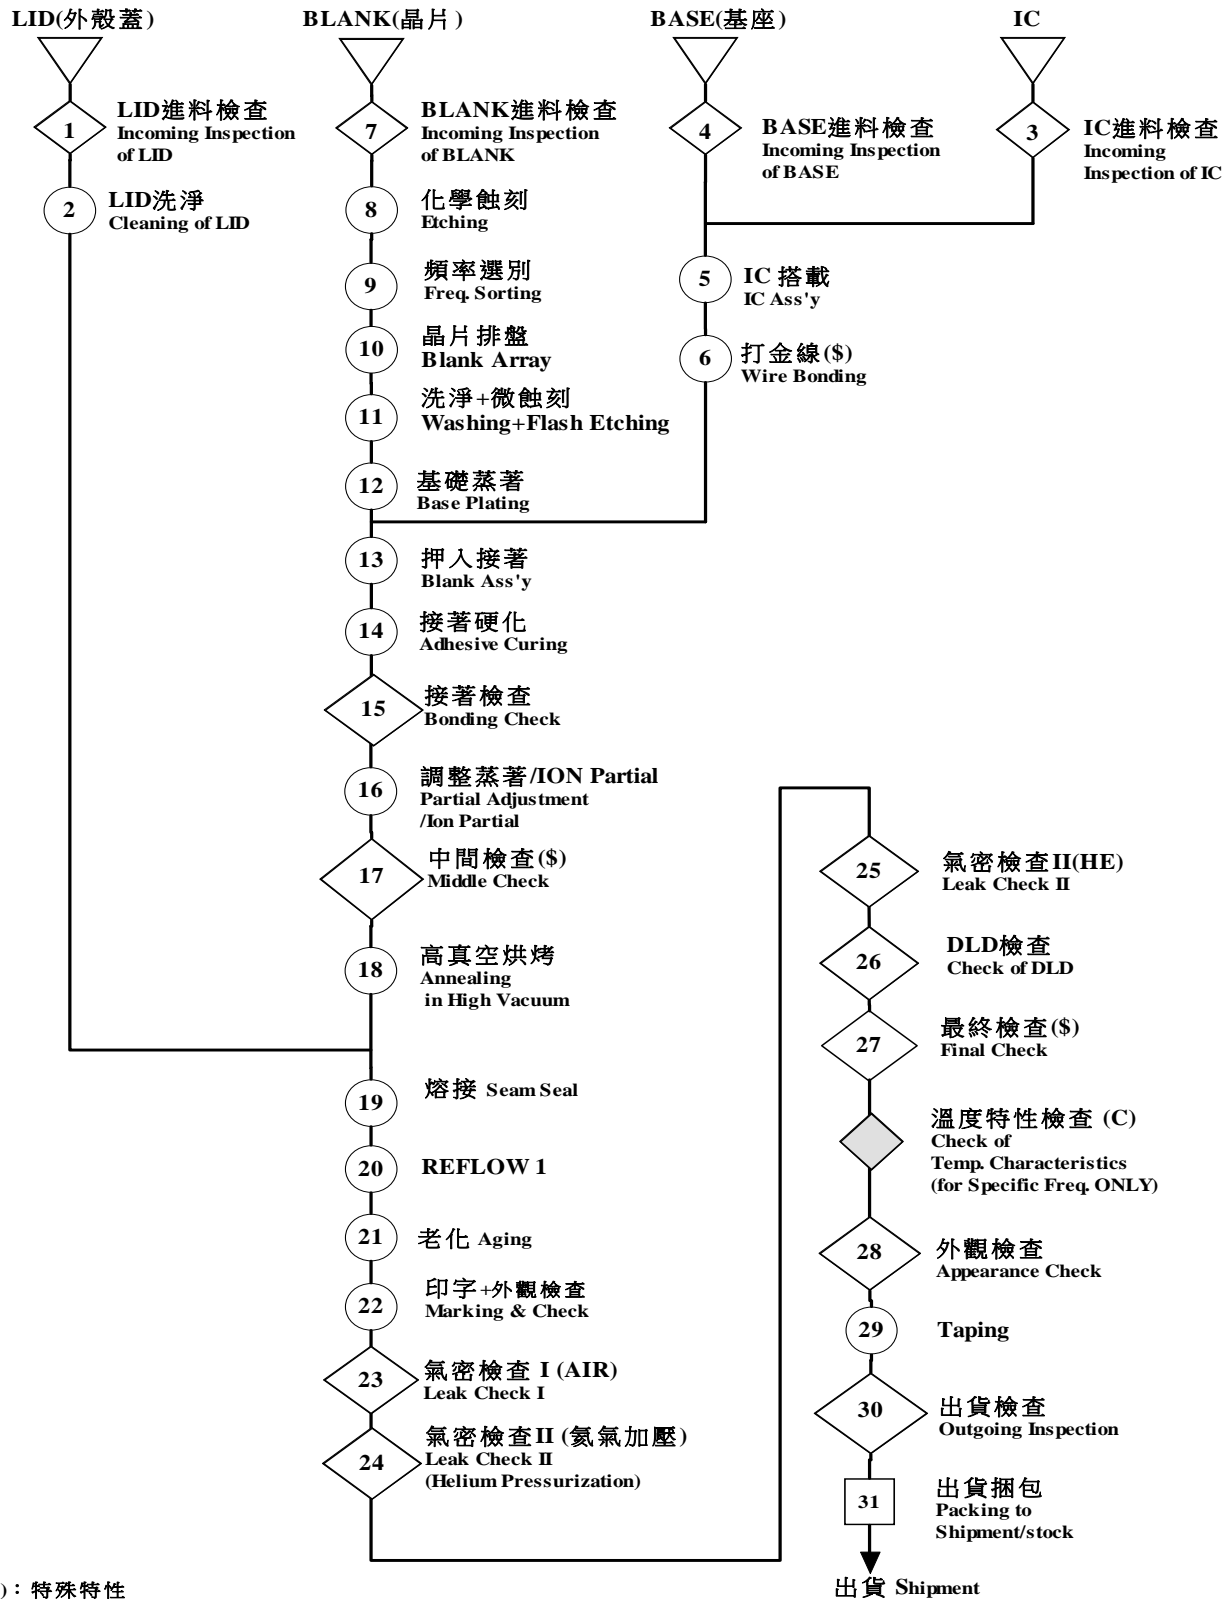 LID(外殼蓋)
BLANK(晶片)
BASE(基座)
IC
1
LID進料檢查
Incoming Inspection
of LID
7
BLANK進料檢查
Incoming Inspection
of BLANK
4
BASE進料檢查
Incoming Inspection
of BASE
3
IC進料檢查
Incoming
Inspection of IC
2
LID洗淨
Cleaning of LID
8
化學蝕刻
Etching
9
頻率選別
Freq. Sorting
5
IC 搭載
IC Ass'y
10
晶片排盤
Blank Array
6
打金線($)
Wire Bonding
11
洗淨+微蝕刻
Washing+Flash Etching
12
基礎蒸著
Base Plating
13
押入接著
Blank Ass'y
14
接著硬化
Adhesive Curing
15
接著檢查
Bonding Check
16
調整蒸著/ION Partial
Partial Adjustment
/Ion Partial
17
中間檢查($)
Middle Check
18
高真空烘烤
Annealing
in High Vacuum
19
熔接 Seam Seal
20
REFLOW 1
21
老化 Aging
22
印字+外觀檢查
Marking & Check
23
氣密檢查 I (AIR)
Leak Check I
24
氣密檢查II (氦氣加壓)
Leak Check II
(Helium Pressurization)
25
氣密檢查II(HE)
Leak Check II
26
DLD檢查
Check of DLD
27
最終檢查($)
Final Check
溫度特性檢查 (C)
Check of
Temp. Characteristics
(for Specific Freq. ONLY)
28
外觀檢查
Appearance Check
29
Taping
30
出貨檢查
Outgoing Inspection
31
出貨捆包
Packing to
Shipment/stock
出貨 Shipment
)：特殊特性